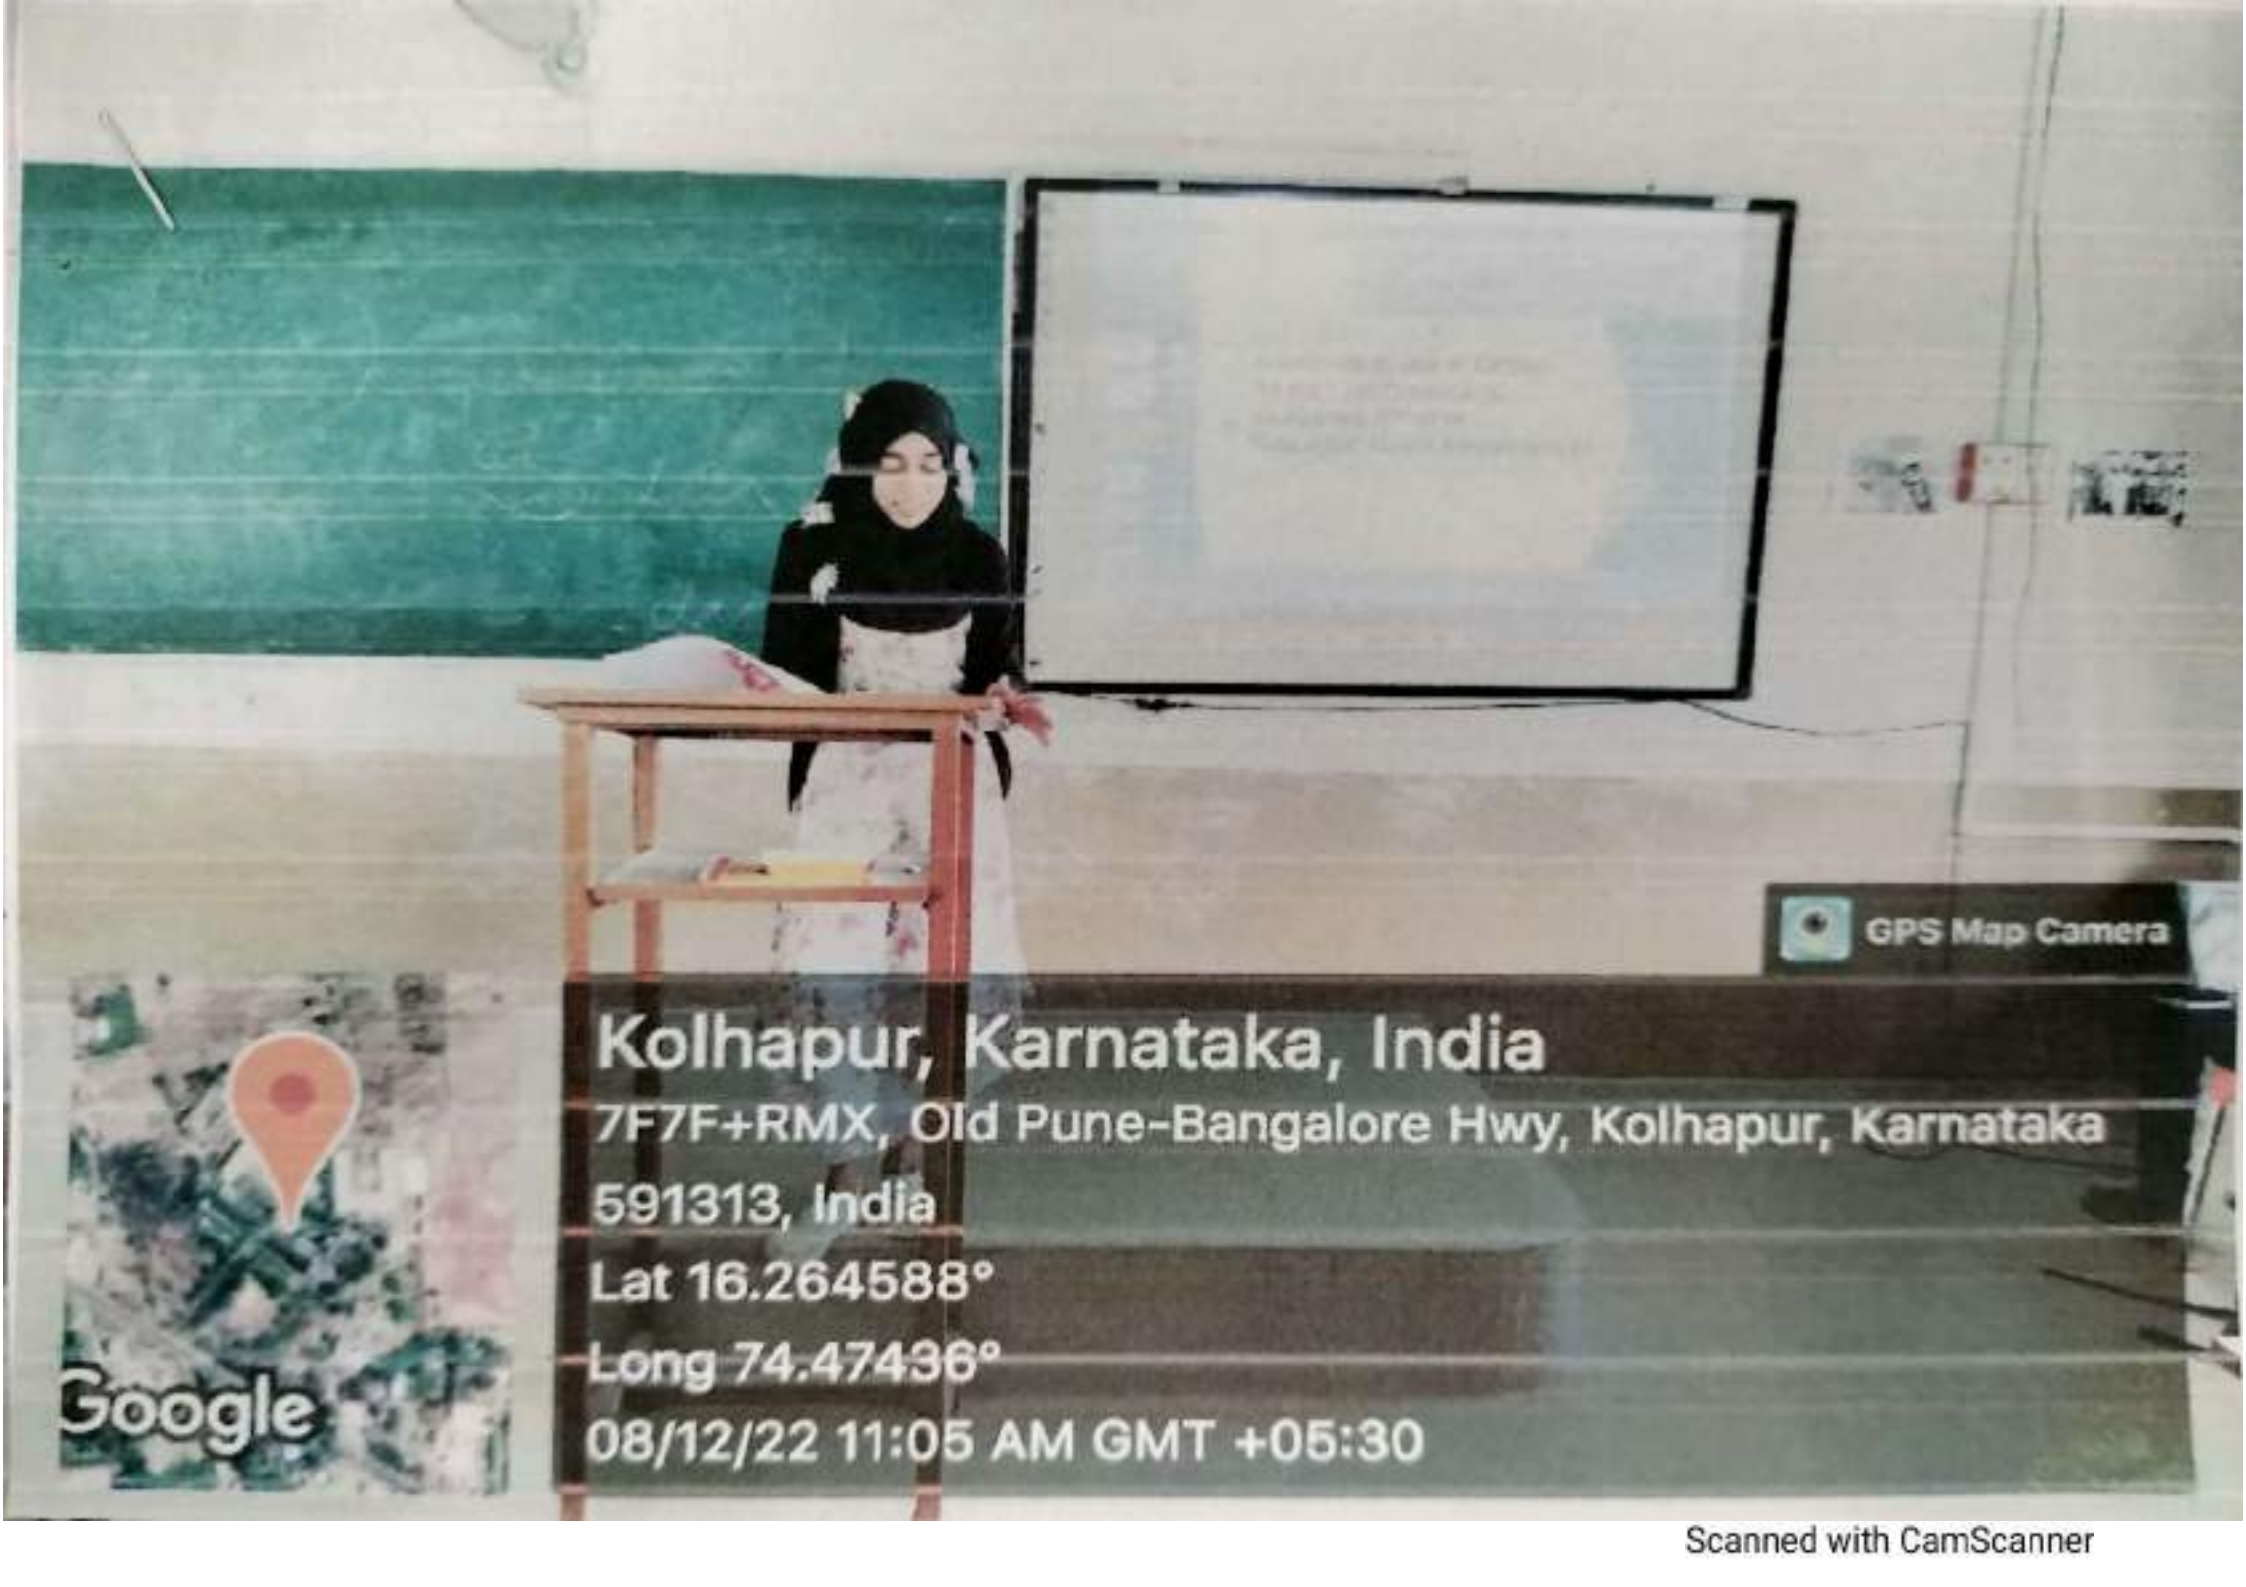 GPS Map Camera
Kolhapur, Karnataka, India
7F7F+RMX, Old Pune-Bangalore Hwy, Kolhapur, Karnataka
591313, India
Lat 16.264588°
Long 74.47436°
08/12/22 11:05 AM GMT +05:30
Google
Scanned with CamScanner